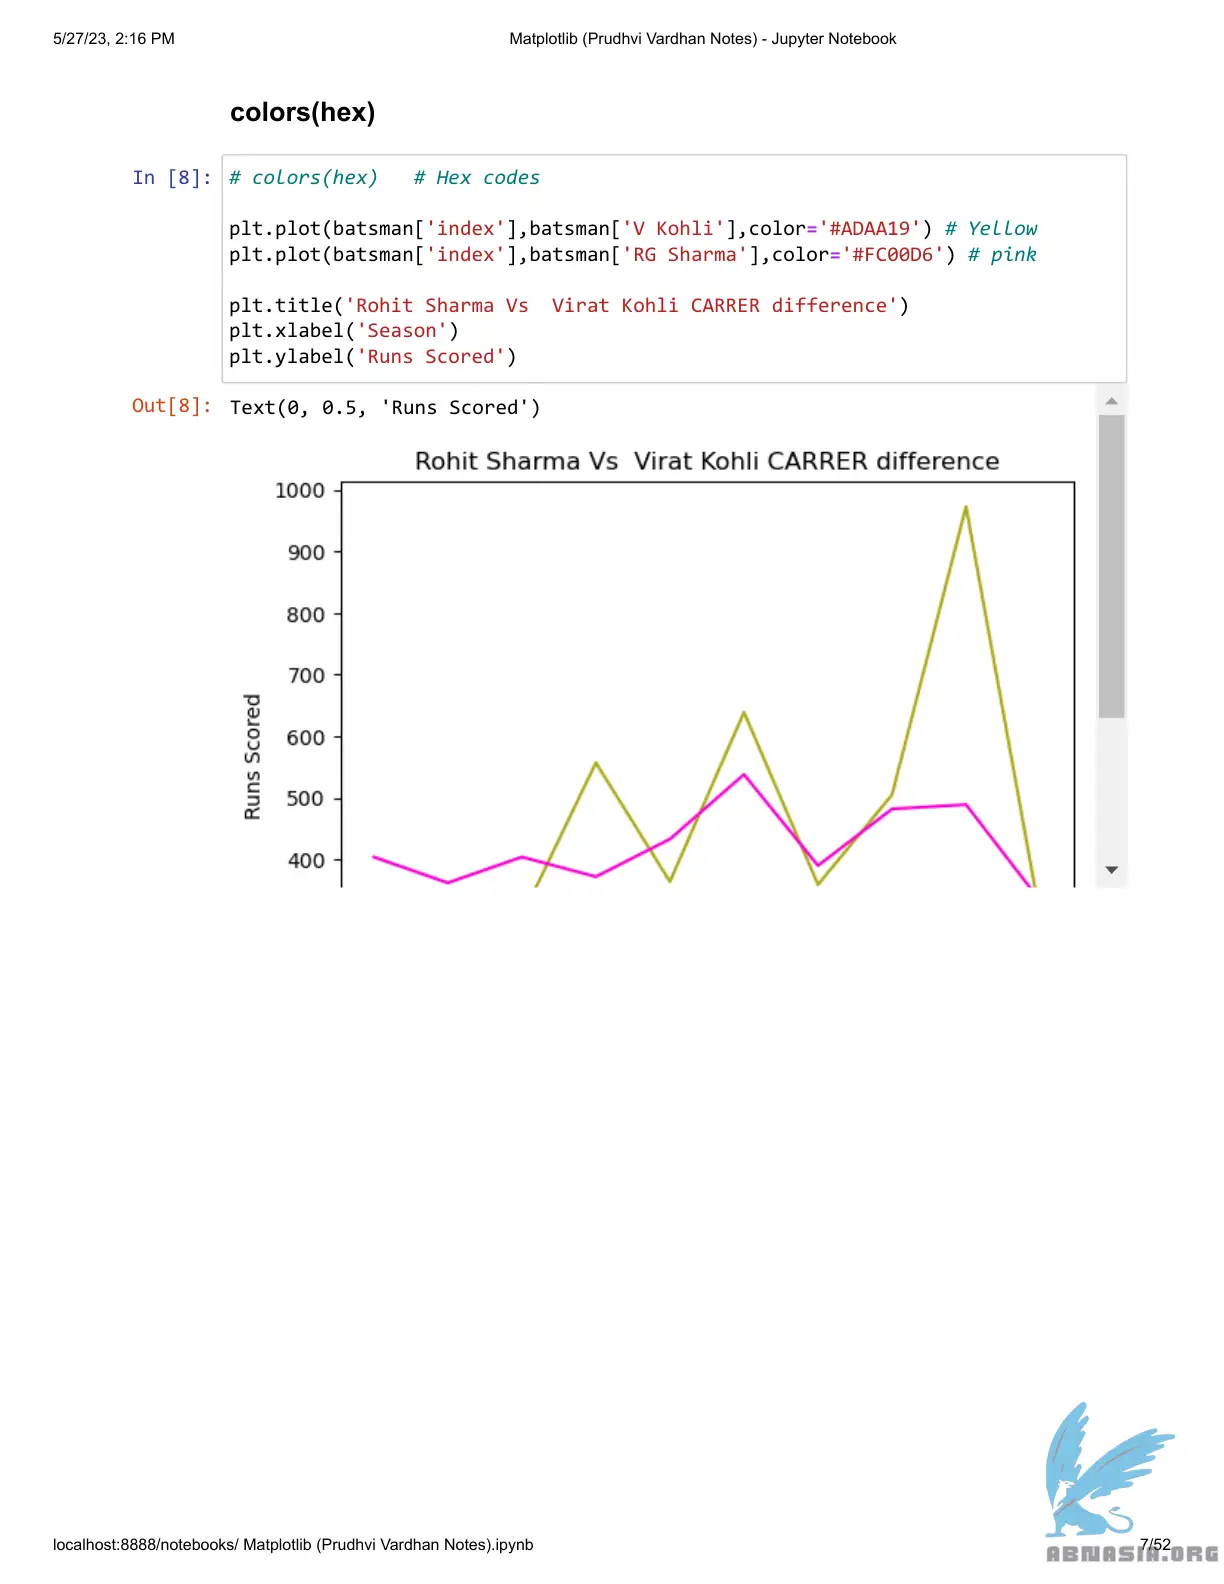 5/27/23, 2:16 PM
Matplotlib (Prudhvi Vardhan Notes) - Jupyter Notebook
colors(hex)
In [8]: # colors(hex)   # Hex codes
plt.plot(batsman['index'],batsman['V Kohli'],color='#ADAA19') # Yellow
plt.plot(batsman['index'],batsman['RG Sharma'],color='#FC00D6') # pink
plt.title('Rohit Sharma Vs  Virat Kohli CARRER difference')
plt.xlabel('Season')
plt.ylabel('Runs Scored')
Out[8]: Text(0, 0.5, 'Runs Scored')
Rohit Sharma Vs  Virat Kohli CARRER difference
1000
900
800
700
600
500
400
Runs Scored
localhost:8888/notebooks/ Matplotlib (Prudhvi Vardhan Notes).ipynb
7/52
ABNASIA.ORG